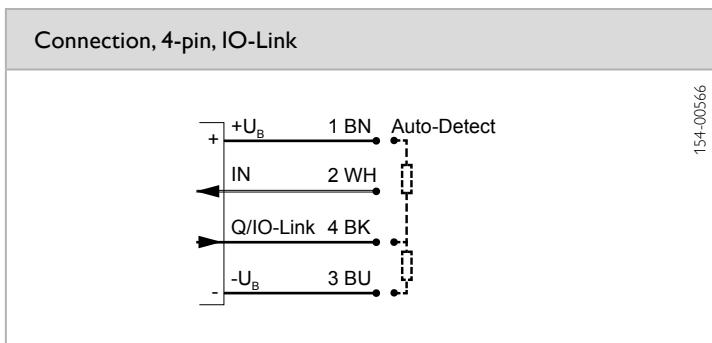 Connection, 4-pin, IO-Link
+ +U_B 1 BN Auto-Detect
IN 2 WH
Q/IO-Link 4 BK
- -U_B 3 BU
154-00566